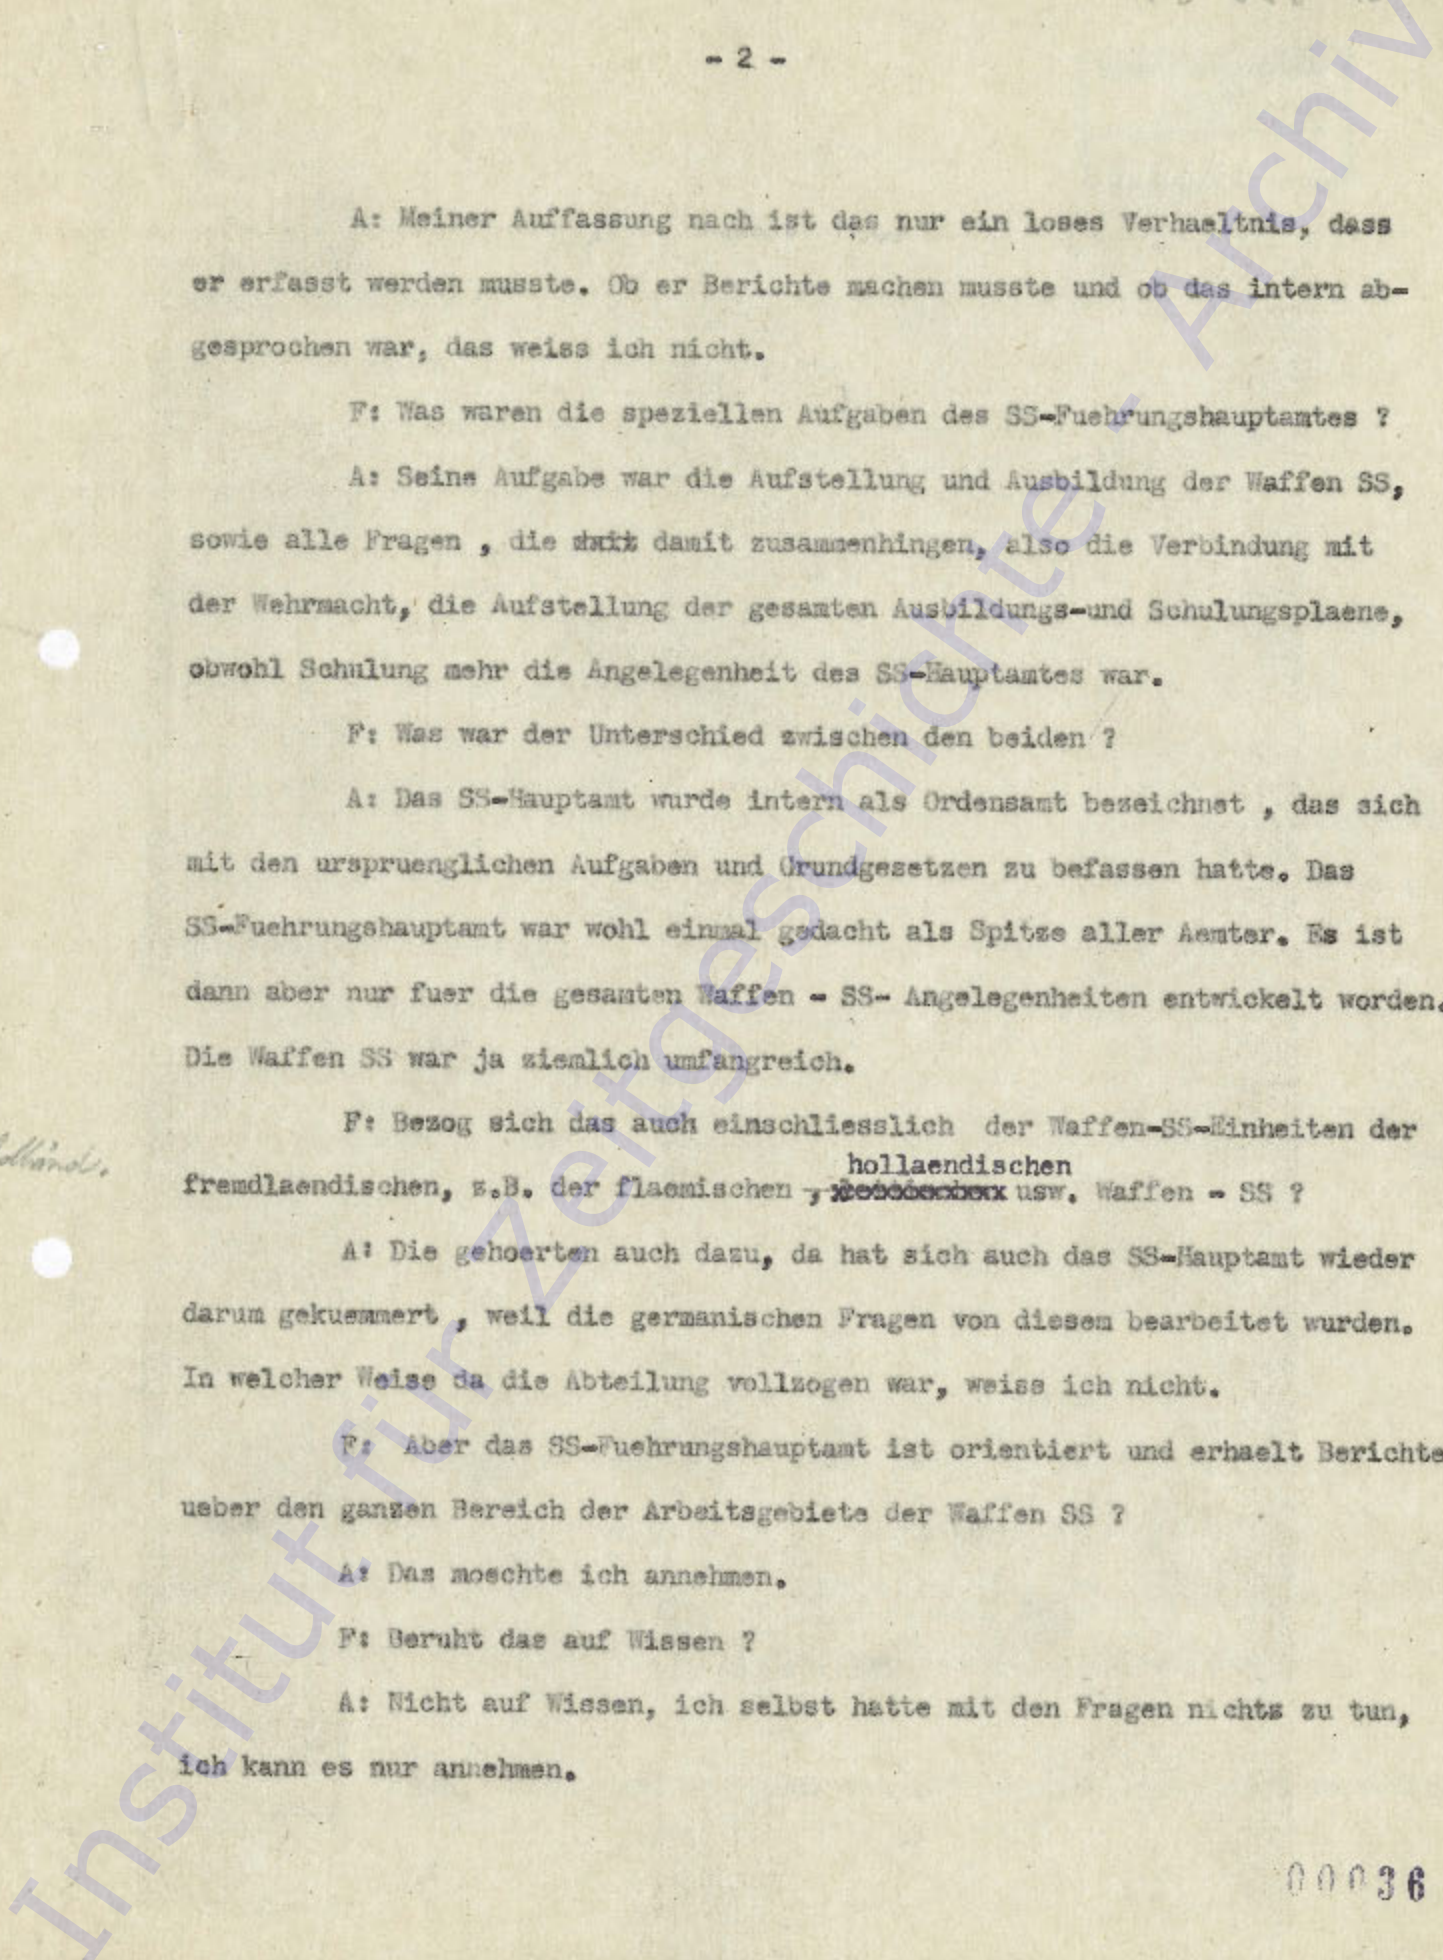 - 2 -
A: Meiner Auffassung nach ist das nur ein loses Verhaeltnis, dass
er erfasst werden musste. Ob er Berichte machen musste und ob das intern ab-
gesprochen war, das weiss ich nicht.
F: Was waren die speziellen Aufgaben des SS-Fuehrungshauptamtes ?
A: Seine Aufgabe war die Aufstellung und Ausbildung der Waffen SS,
sowie alle Fragen , die damit zusammenhingen, also die Verbindung mit
der Wehrmacht, die Aufstellung der gesamten Ausbildungs-und Schulungsplaene,
obwohl Schulung mehr die Angelegenheit des SS-Hauptamtes war.
F: Was war der Unterschied zwischen den beiden ?
A: Das SS-Hauptamt wurde intern als Ordensamt bezeichnet , das sich
mit den urspruenglichen Aufgaben und Grundgesetzen zu befassen hatte. Das
SS-Fuehrungshauptamt war wohl einmal gedacht als Spitze aller Aemter. Es ist
dann aber nur fuer die gesamten Waffen - SS- Angelegenheiten entwickelt worden.
Die Waffen SS war ja ziemlich umfangreich.
F: Bezog sich das auch einschliesslich der Waffen-SS-Einheiten der
hollaendischen
fremdlaendischen, z.B. der flaemischen , usw. Waffen - SS ?
A: Die gehoerten auch dazu, da hat sich auch das SS-Hauptamt wieder
darum gekuemmert , weil die germanischen Fragen von diesem bearbeitet wurden.
In welcher Weise da die Abteilung vollzogen war, weiss ich nicht.
F: Aber das SS-Fuehrungshauptamt ist orientiert und erhaelt Berichte
ueber den ganzen Bereich der Arbeitsgebiete der Waffen SS ?
A: Das moechte ich annehmen.
F: Beruht das auf Wissen ?
A: Nicht auf Wissen, ich selbst hatte mit den Fragen nichts zu tun,
ich kann es nur annehmen.
00036
Institut für Zeitgeschichte - Archiv